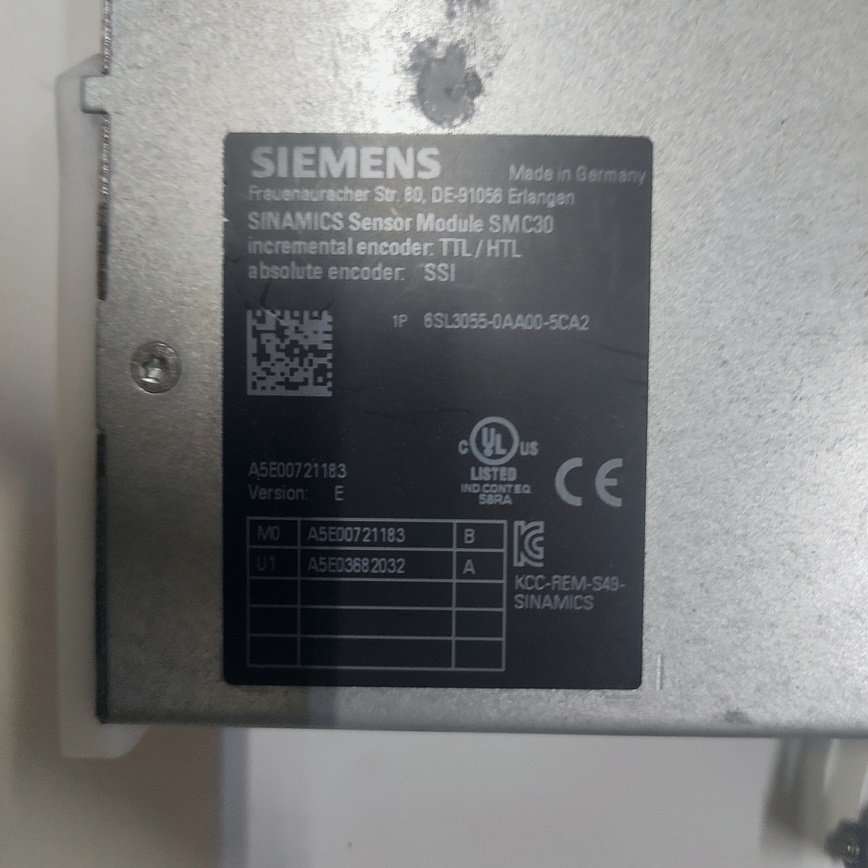 SIEMENS
Made in Germany
Frauenauracher Str. 80, DE-91056 Erlangen
SINAMICS Sensor Module SMC30
incremental encoder: TTL / HTL
absolute encoder: SSI
1P 6SL3055-0AA00-5CA2
A5E00721183
Version: E
C UL US
LISTED
IND CONT EQ
58RA
CE
M0 A5E00721183 B
U1 A5E03682032 A
KCC-REM-S49-
SINAMICS